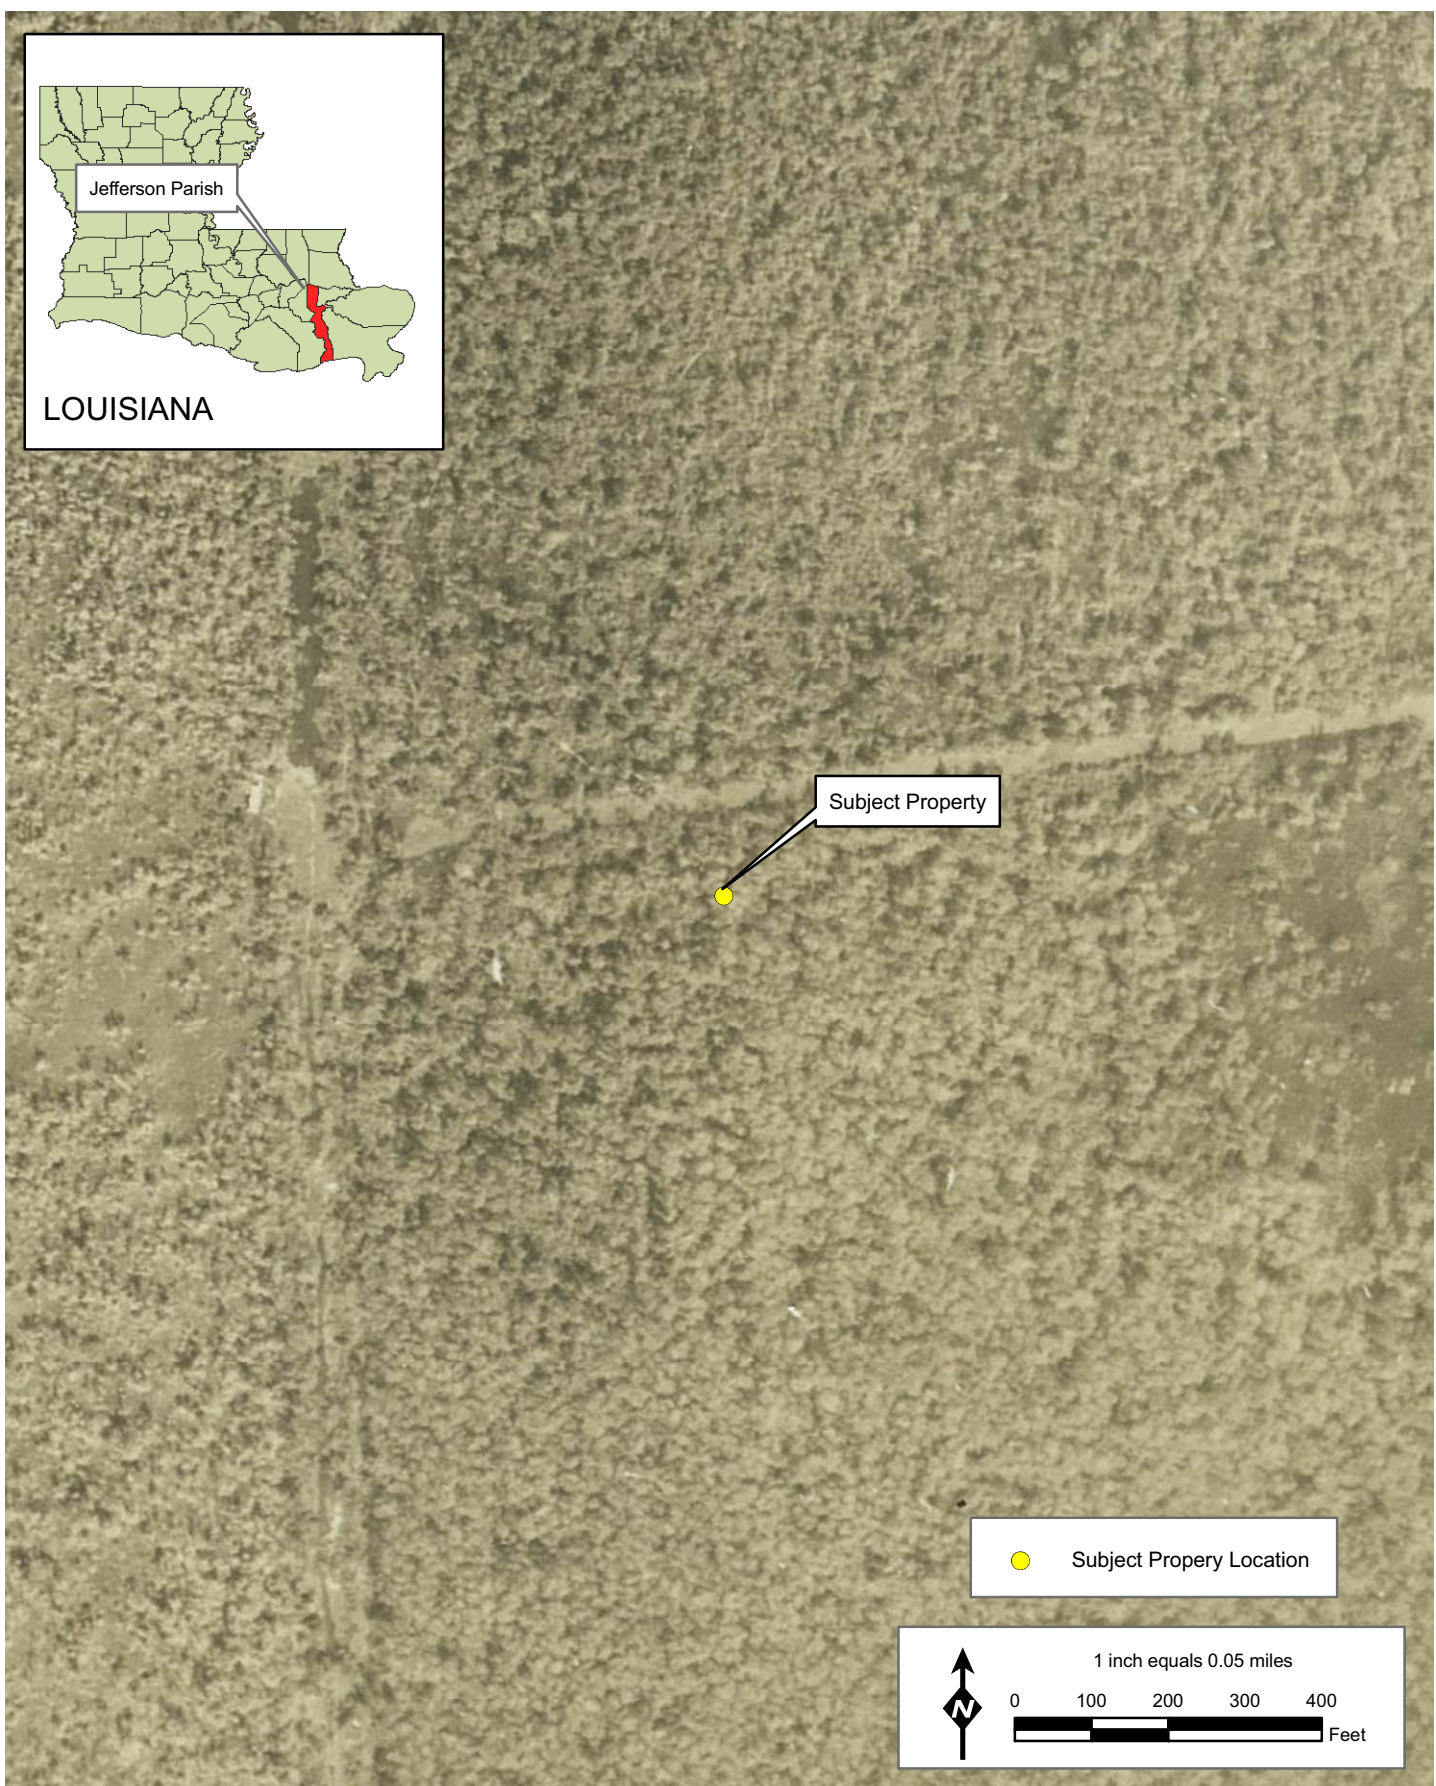 Jefferson Parish
LOUISIANA
Subject Property
Subject Propery Location
1 inch equals 0.05 miles
0 100 200 300 400
Feet
N